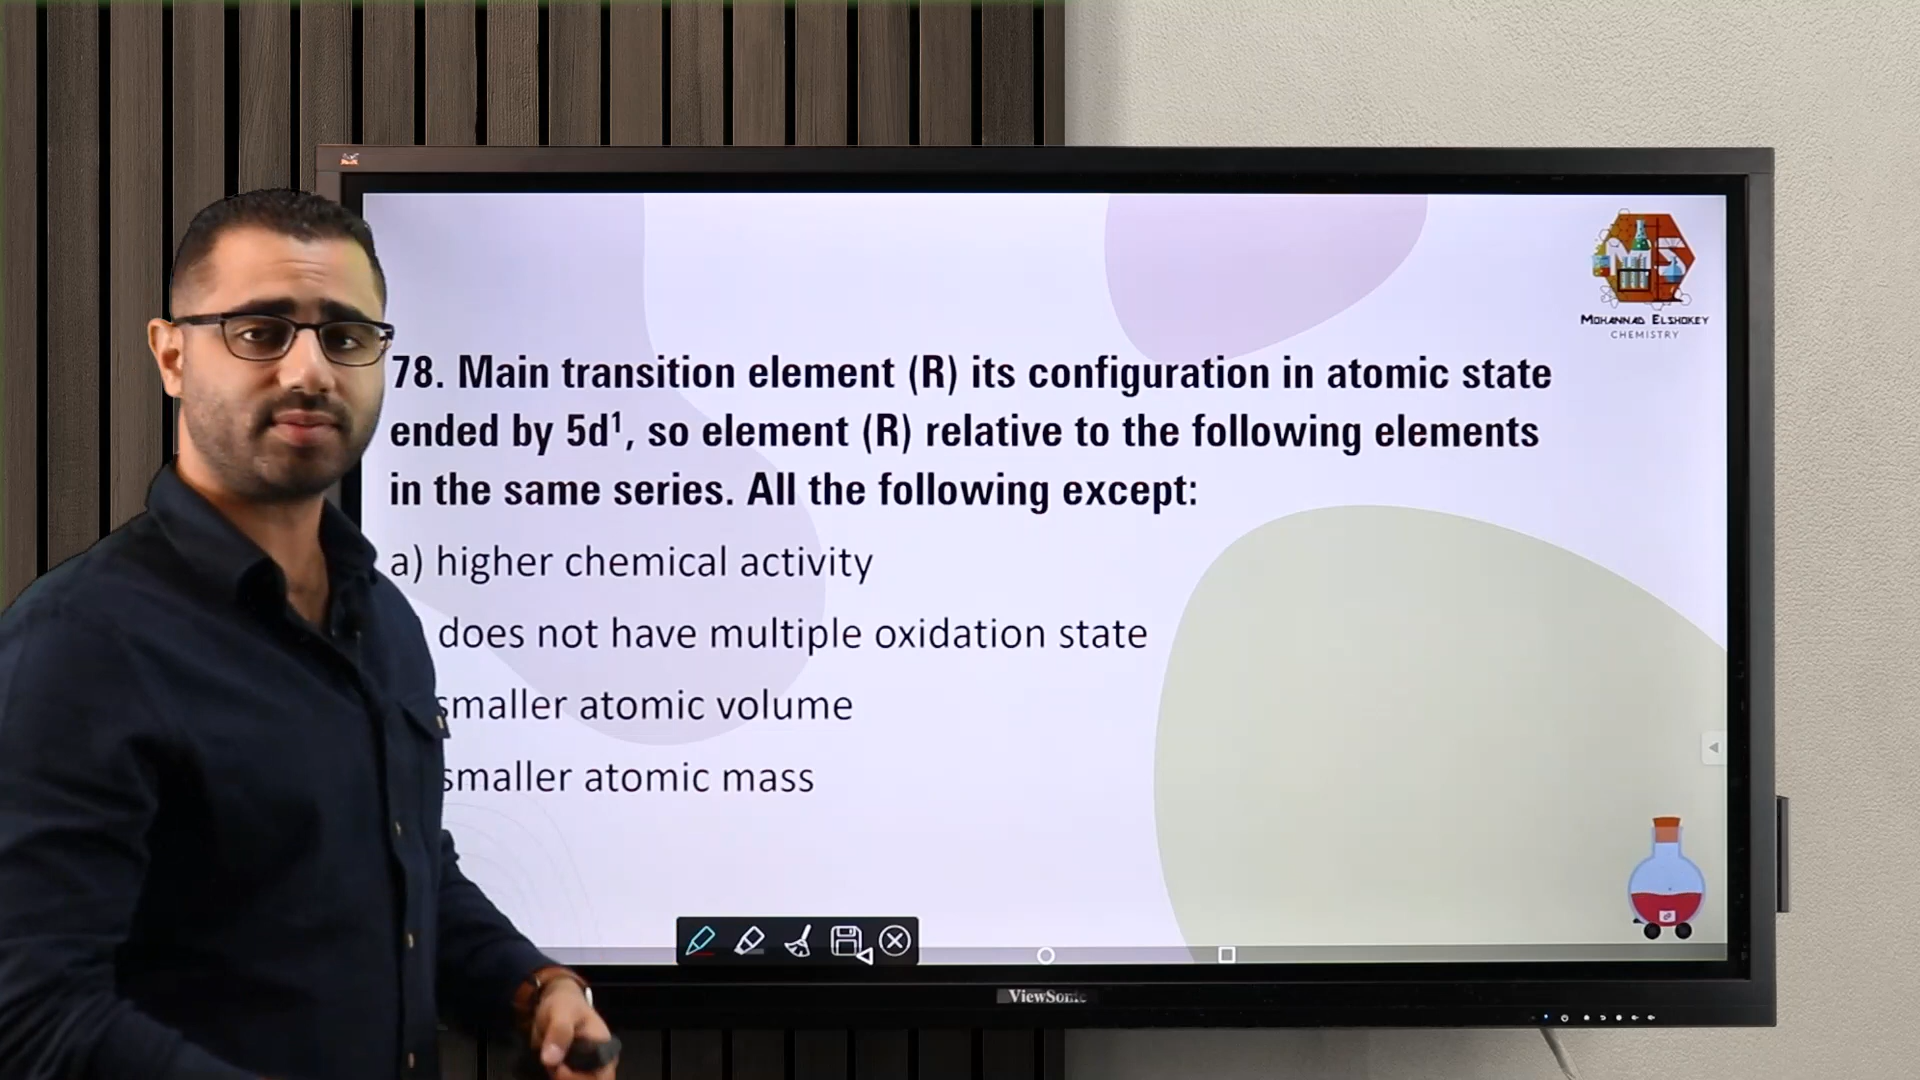 MOHANNAD ELSHOKEY
CHEMISTRY
78. Main transition element (R) its configuration in atomic state
ended by 5d¹, so element (R) relative to the following elements
in the same series. All the following except:
a) higher chemical activity
does not have multiple oxidation state
smaller atomic volume
smaller atomic mass
ViewSonic